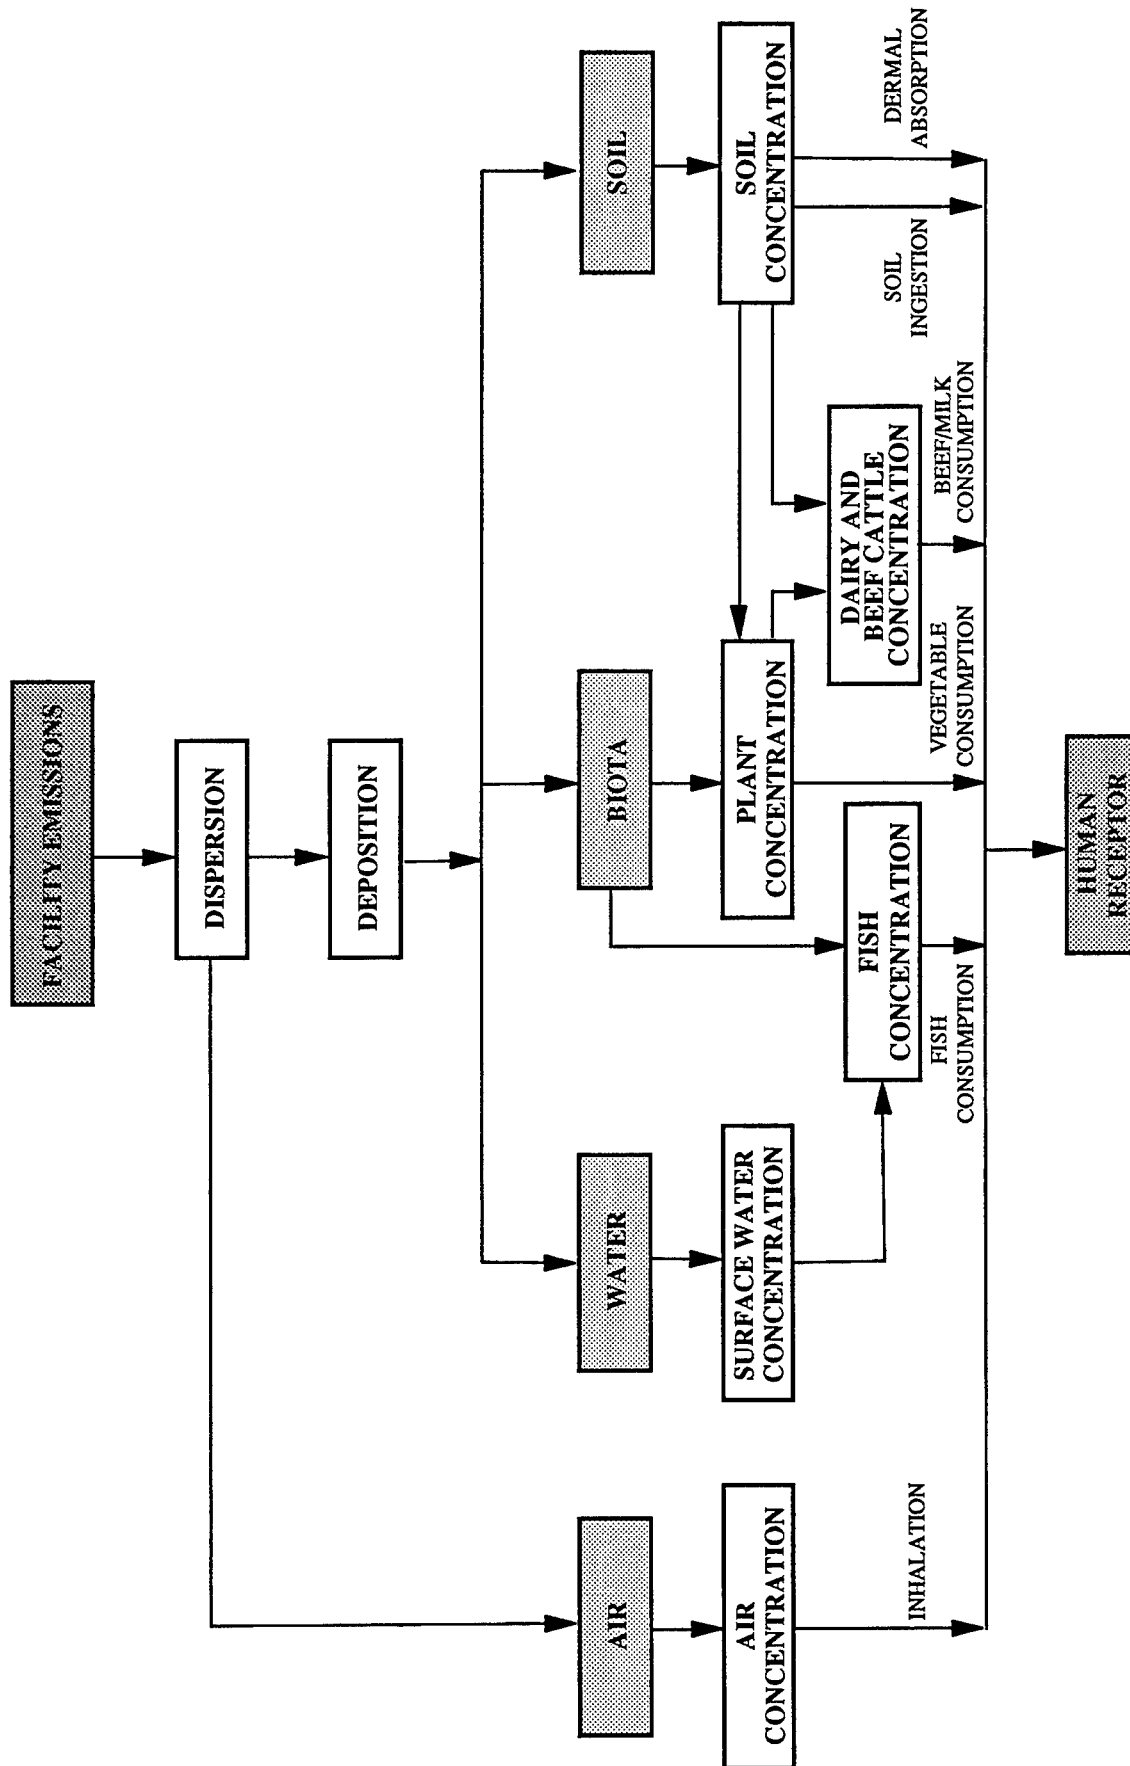 FACILITY EMISSIONS
DISPERSION
DEPOSITION
AIR
WATER
BIOTA
SOIL
AIR
CONCENTRATION
SURFACE WATER
CONCENTRATION
PLANT
CONCENTRATION
SOIL
CONCENTRATION
FISH
CONCENTRATION
DAIRY AND
BEEF CATTLE
CONCENTRATION
INHALATION
FISH
CONSUMPTION
VEGETABLE
CONSUMPTION
BEEF/MILK
CONSUMPTION
SOIL
INGESTION
DERMAL
ABSORPTION
HUMAN
RECEPTOR